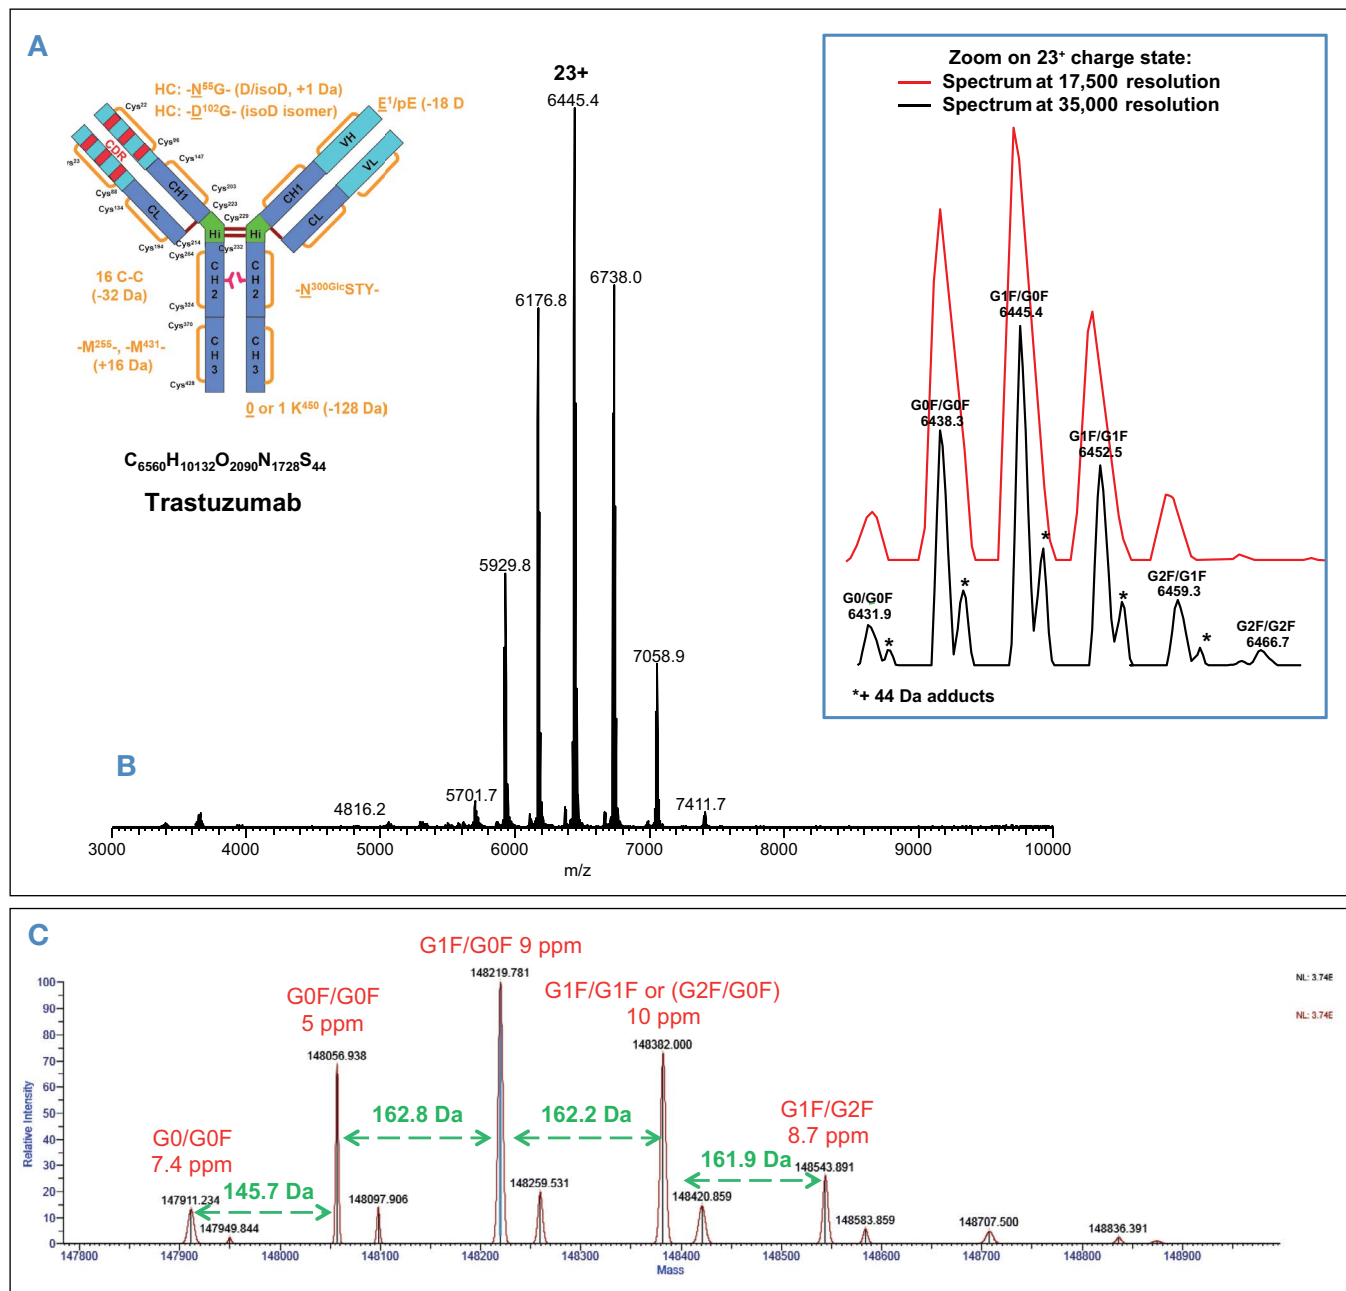 A
HC: -N⁵⁵G- (D/isoD, +1 Da)
HC: -D¹⁰²G- (isoD isomer)
E¹/pE (-18 D
Cys²²
Cys⁹⁶
Cys¹⁴⁷
CDR
CH1
CL
Cys⁸⁸
Cys¹³⁴
Cys¹⁹⁴
Cys²¹⁴
Cys²⁶⁴
Cys²⁰³
Cys²²³
Cys²²⁹
Cys²³²
Hi
Hi
VH
VL
CH1
CL
16 C-C
(-32 Da)
CH2
CH2
-N³⁰⁰ᴳˡᶜSTY-
Cys³²⁴
Cys³⁷⁰
-M²⁵⁵-, -M⁴³¹-
(+16 Da)
CH3
CH3
Cys⁴²⁸
0 or 1 K⁴⁵⁰ (-128 Da)
C₆₅₆₀H₁₀₁₃₂O₂₀₉₀N₁₇₂₈S₄₄
Trastuzumab
B
23+
6445.4
6176.8
6738.0
5929.8
7058.9
4816.2
5701.7
7411.7
3000 4000 5000 6000 7000 8000 9000 10000
m/z
Zoom on 23⁺ charge state:
Spectrum at 17,500 resolution
Spectrum at 35,000 resolution
G1F/G0F
6445.4
G0F/G0F
6438.3
G1F/G1F
6452.5
G0/G0F
6431.9
G2F/G1F
6459.3
G2F/G2F
6466.7
* * * * *
*+ 44 Da adducts
C
G1F/G0F 9 ppm
148219.781
G0F/G0F
5 ppm
148056.938
G1F/G1F or (G2F/G0F)
10 ppm
148382.000
NL: 3.74E
NL: 3.74E
162.8 Da
162.2 Da
G0/G0F
7.4 ppm
147911.234
145.7 Da
147949.844
148097.906
148259.531
161.9 Da
148420.859
G1F/G2F
8.7 ppm
148543.891
148583.859
148707.500
148836.391
Relative Intensity
100
90
80
70
60
50
40
30
20
10
0
147800 147900 148000 148100 148200 148300 148400 148500 148600 148700 148800 148900
Mass